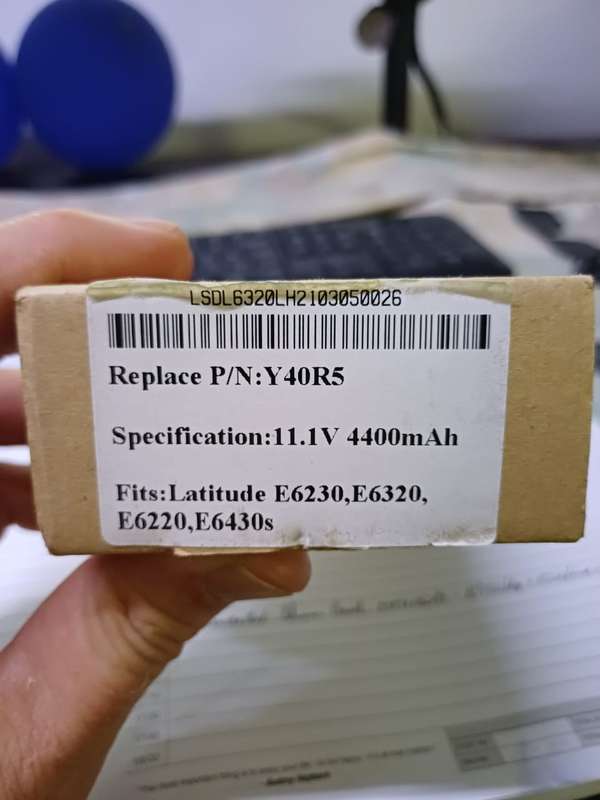 LSDL6320LH2103050026
Replace P/N:Y40R5
Specification:11.1V 4400mAh
Fits:Latitude E6230,E6320,
E6220,E6430s